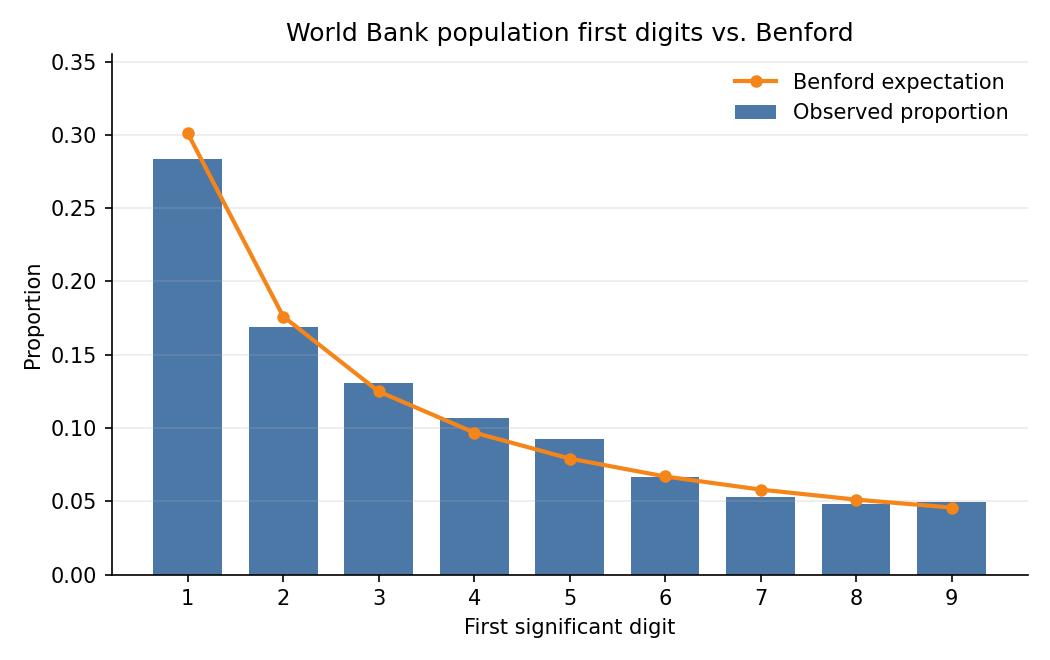 World Bank population first digits vs. Benford
Benford expectation
Observed proportion
Proportion
0.35
0.30
0.25
0.20
0.15
0.10
0.05
0.00
1 2 3 4 5 6 7 8 9
First significant digit